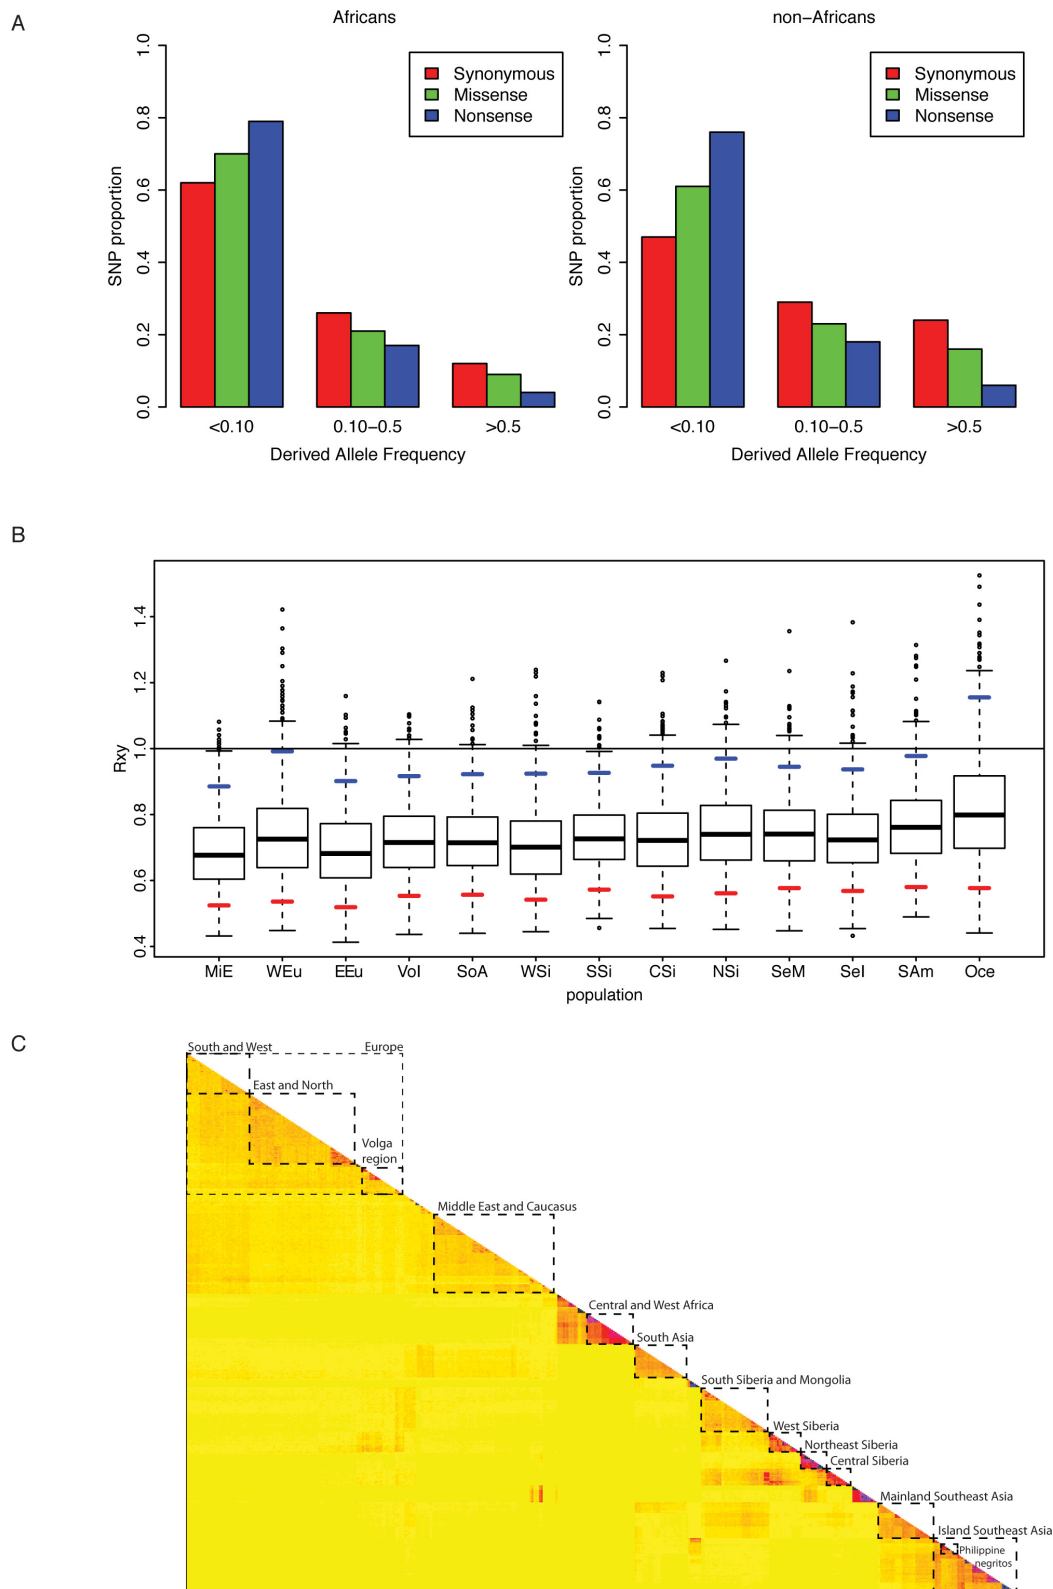 A
Africans
non−Africans
SNP proportion
0.0 0.2 0.4 0.6 0.8 1.0
Synonymous
Missense
Nonsense
<0.10 0.10−0.5 >0.5
Derived Allele Frequency
SNP proportion
0.0 0.2 0.4 0.6 0.8 1.0
Synonymous
Missense
Nonsense
<0.10 0.10−0.5 >0.5
Derived Allele Frequency
B
Rxy
0.4 0.6 0.8 1.0 1.2 1.4
MiE WEu EEu Vol SoA WSi SSi CSi NSi SeM SeI SAm Oce
population
C
South and West
Europe
East and North
Volga
region
Middle East and Caucasus
Central and West Africa
South Asia
South Siberia and Mongolia
West Siberia
Northeast Siberia
Central Siberia
Mainland Southeast Asia
Island Southeast Asia
Philippine
negritos